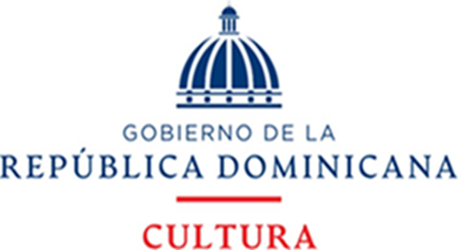 GOBIERNO DE LA
REPÚBLICA DOMINICANA
CULTURA